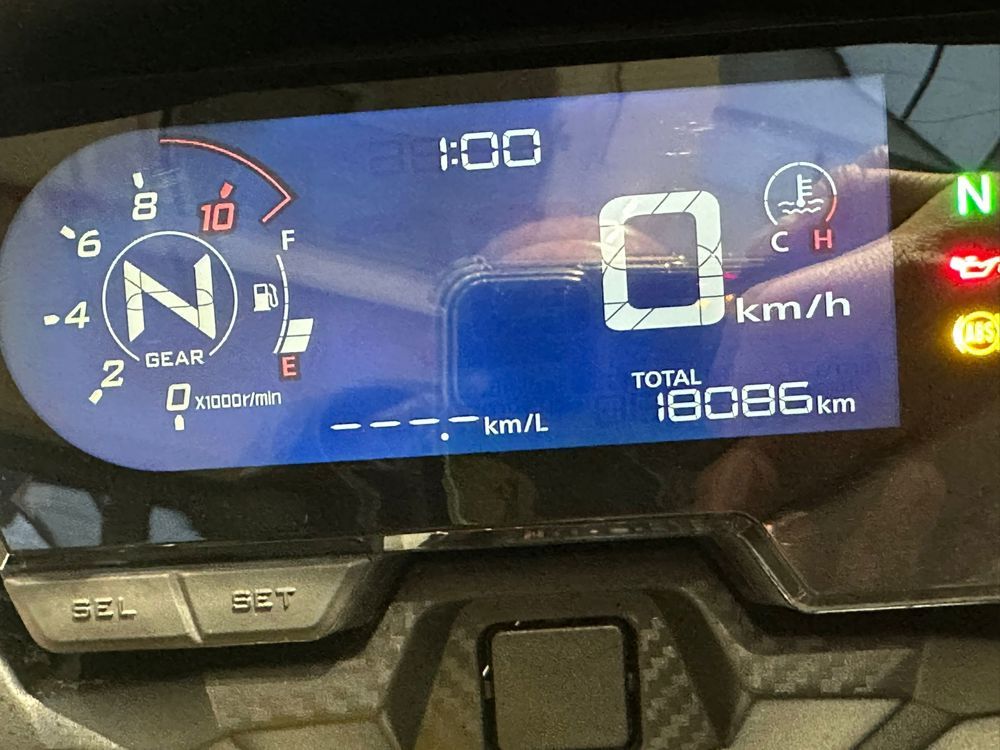 1:00
8
10
6
F
C H
N
N
4
0 km/h
GEAR
E
2
ABS
0 X1000r/min
TOTAL
18086 km
----.- km/L
SEL
SET